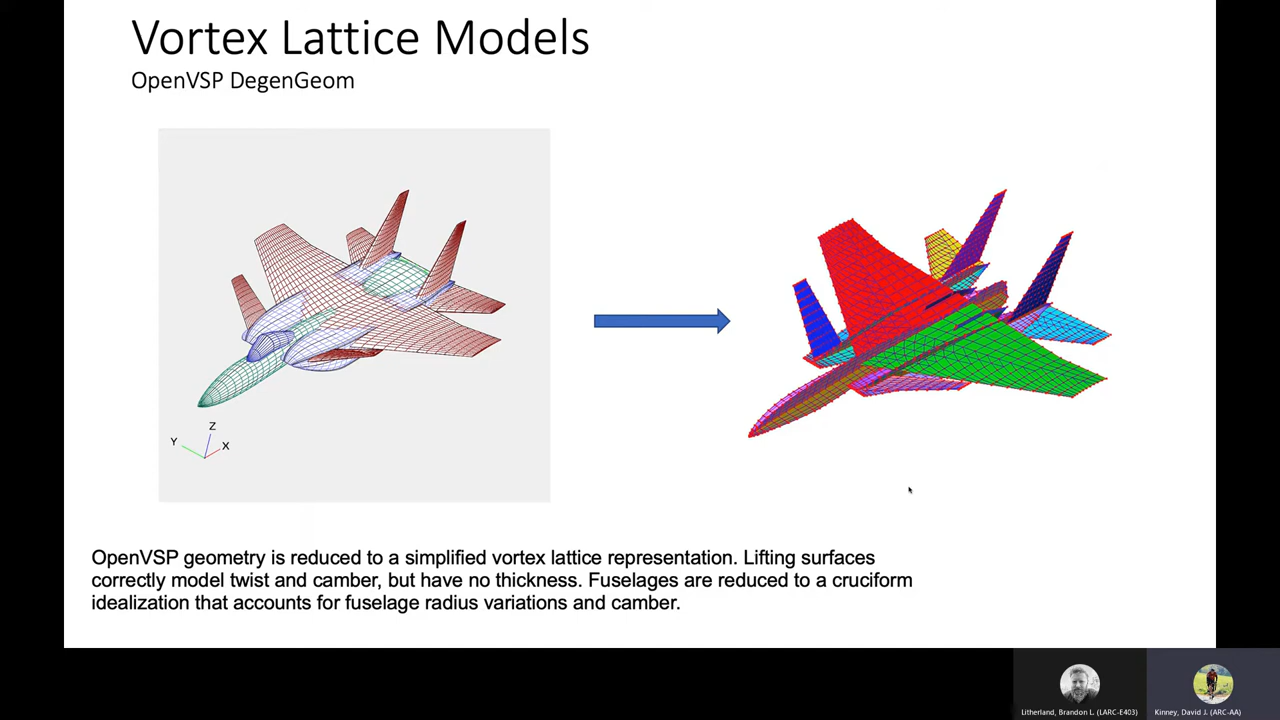 Vortex Lattice Models
OpenVSP DegenGeom
Z
Y
X
OpenVSP geometry is reduced to a simplified vortex lattice representation. Lifting surfaces
correctly model twist and camber, but have no thickness. Fuselages are reduced to a cruciform
idealization that accounts for fuselage radius variations and camber.
Litherland, Brandon L. (LARC-E403)
Kinney, David J. (ARC-AA)